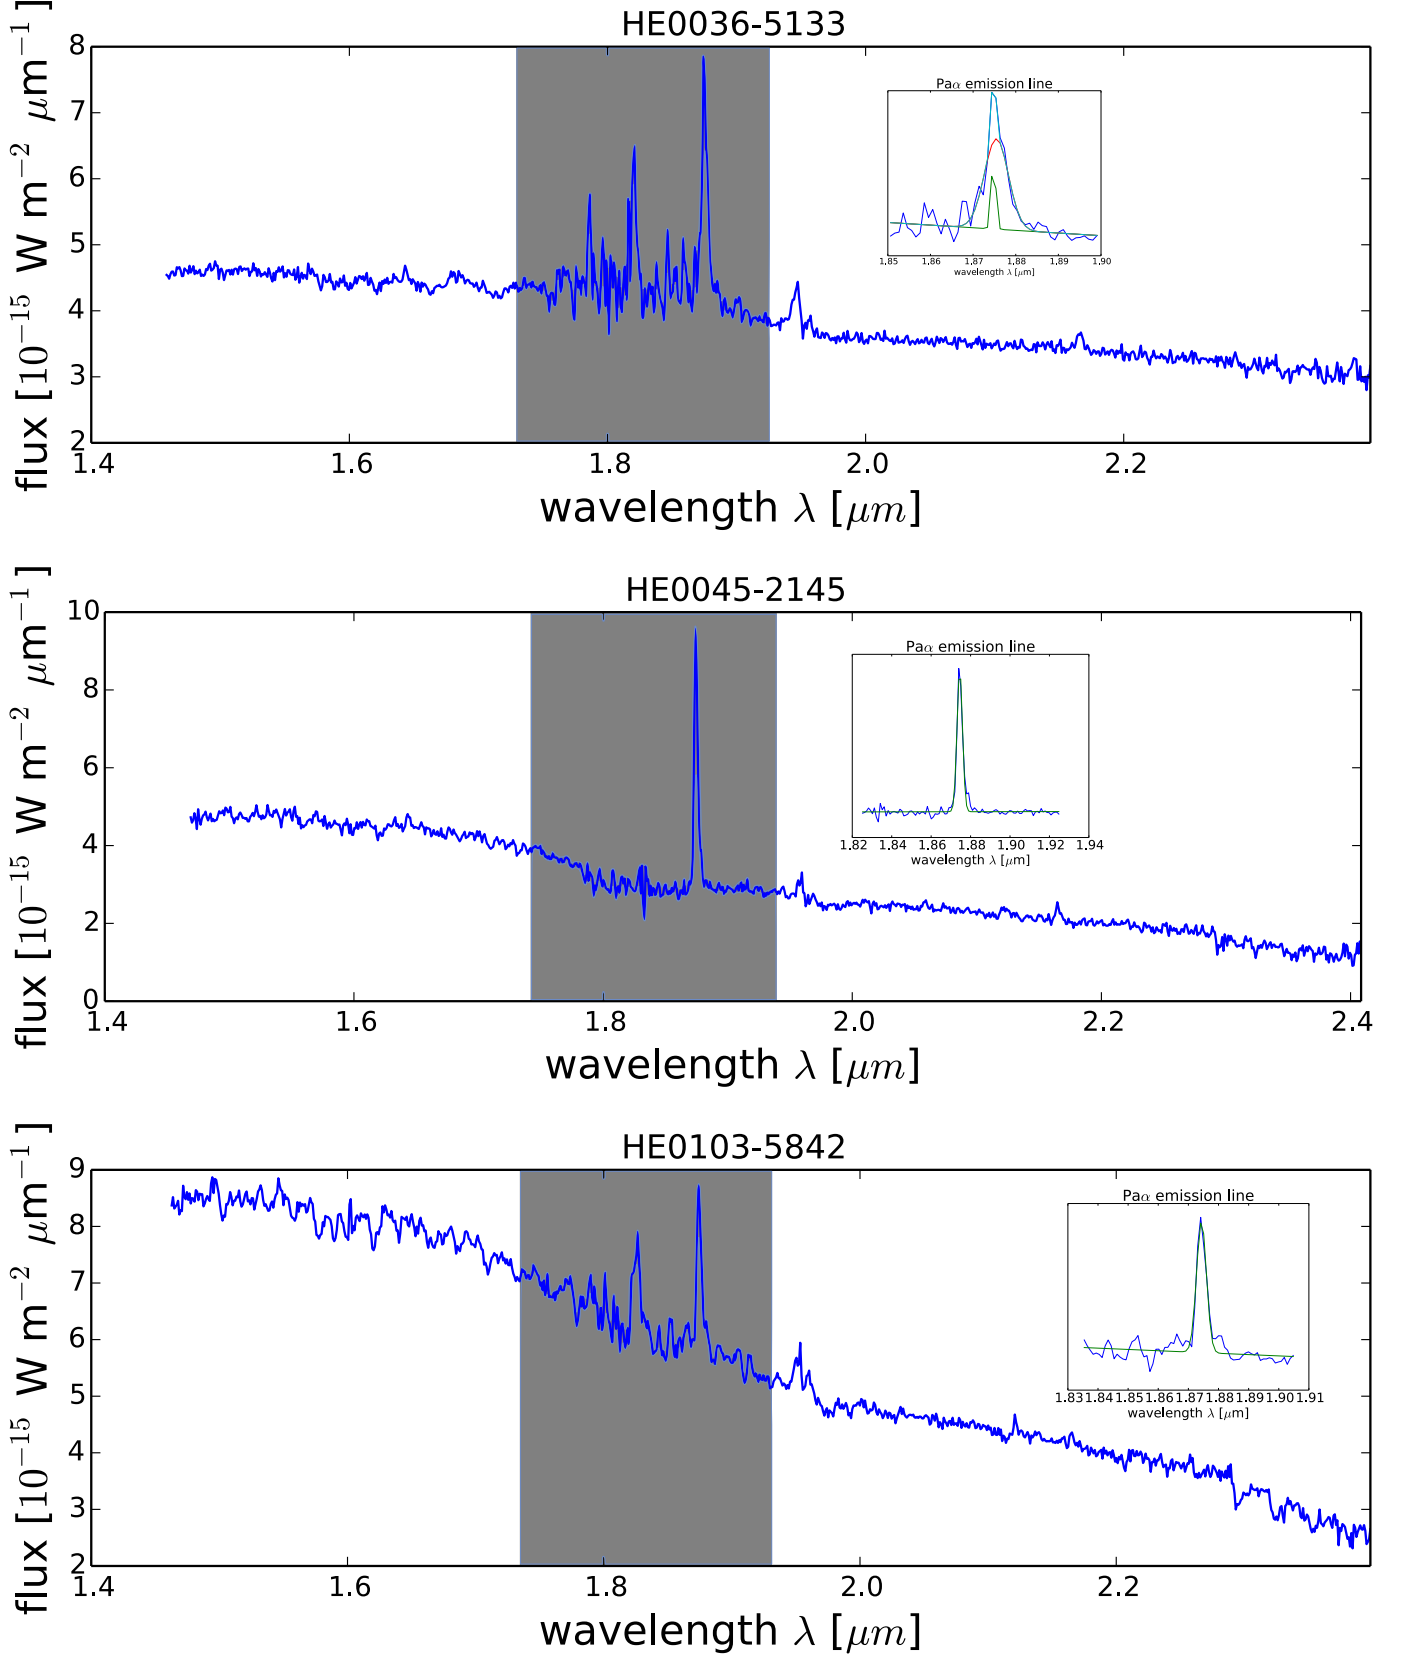 HE0036-5133
flux [10⁻¹⁵ W m⁻² μm⁻¹]
8
7
6
5
4
3
2
1.4 1.6 1.8 2.0 2.2
wavelength λ [μm]
Paα emission line
1,85 1,86 1,87 1,88 1,89 1,90
wavelength λ [μm]
HE0045-2145
flux [10⁻¹⁵ W m⁻² μm⁻¹]
10
8
6
4
2
0
1.4 1.6 1.8 2.0 2.2 2.4
wavelength λ [μm]
Paα emission line
1.82 1.84 1.86 1.88 1.90 1.92 1.94
wavelength λ [μm]
HE0103-5842
flux [10⁻¹⁵ W m⁻² μm⁻¹]
9
8
7
6
5
4
3
2
1.4 1.6 1.8 2.0 2.2
wavelength λ [μm]
Paα emission line
1.83 1.84 1.85 1.86 1.87 1.88 1.89 1.90 1.91
wavelength λ [μm]